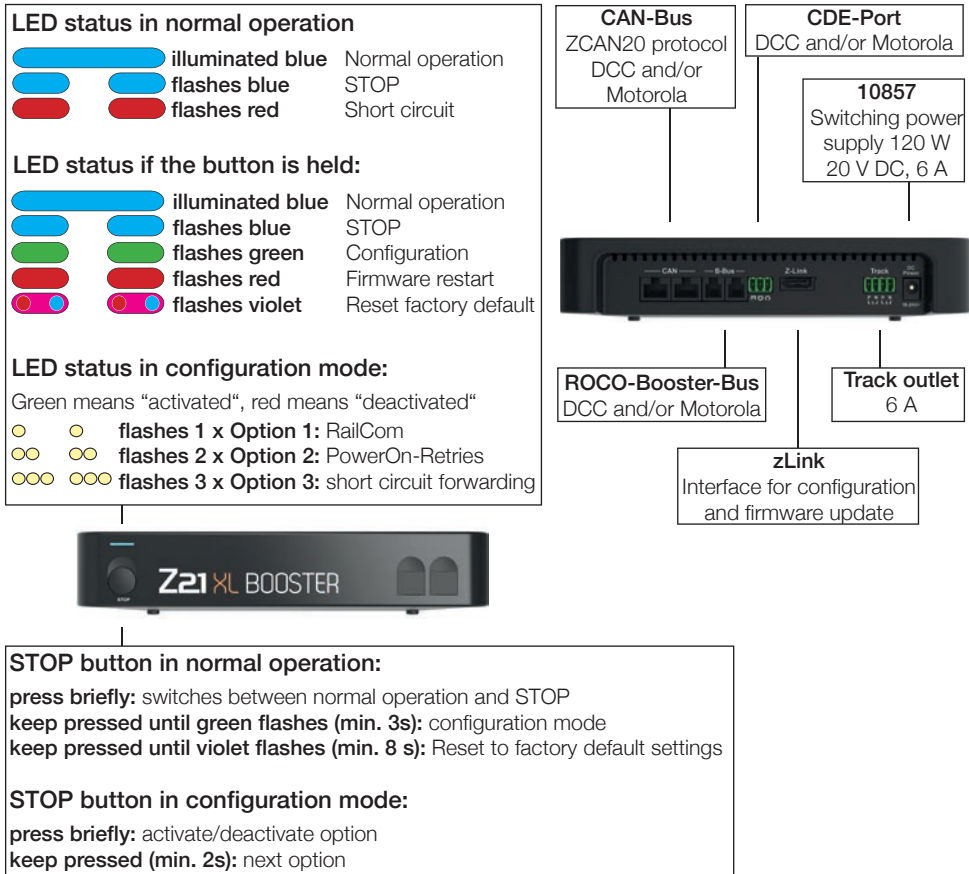 LED status in normal operation
illuminated blue Normal operation
flashes blue STOP
flashes red Short circuit
LED status if the button is held:
illuminated blue Normal operation
flashes blue STOP
flashes green Configuration
flashes red Firmware restart
flashes violet Reset factory default
LED status in configuration mode:
Green means “activated“, red means “deactivated“
flashes 1 x Option 1: RailCom
flashes 2 x Option 2: PowerOn-Retries
flashes 3 x Option 3: short circuit forwarding
CAN-Bus
ZCAN20 protocol
DCC and/or
Motorola
CDE-Port
DCC and/or Motorola
10857
Switching power
supply 120 W
20 V DC, 6 A
CAN
B-Bus
Z-Link
Track
DC
Power
P N P N
ROCO-Booster-Bus
DCC and/or Motorola
Track outlet
6 A
zLink
Interface for configuration
and firmware update
Z21 XL BOOSTER
STOP
STOP button in normal operation:
press briefly: switches between normal operation and STOP
keep pressed until green flashes (min. 3s): configuration mode
keep pressed until violet flashes (min. 8 s): Reset to factory default settings
STOP button in configuration mode:
press briefly: activate/deactivate option
keep pressed (min. 2s): next option